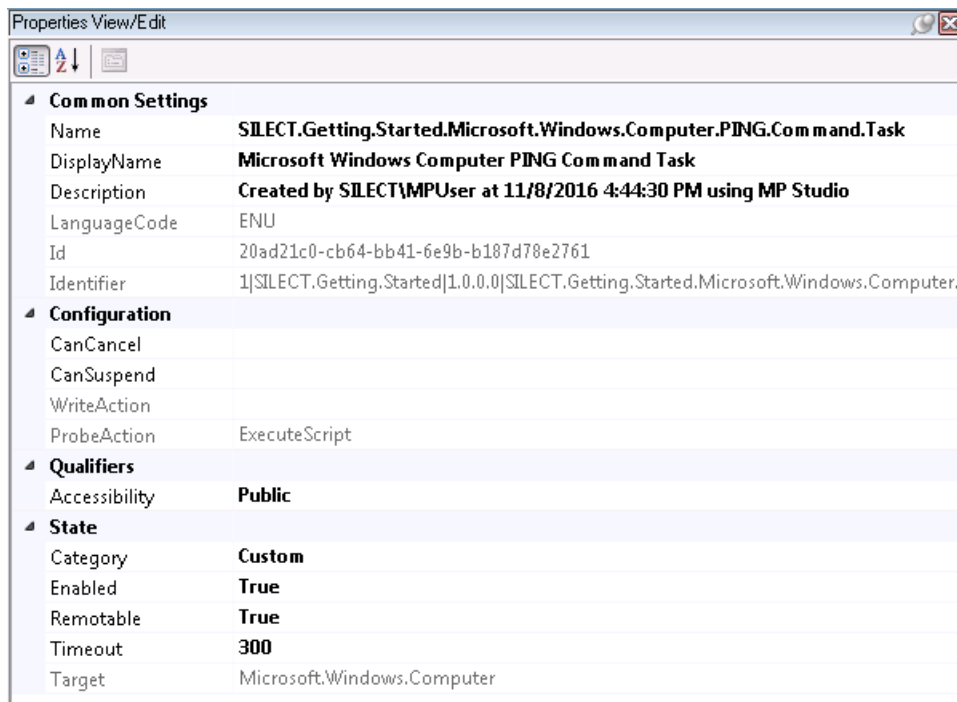 Properties View/Edit
Common Settings
Name SILECT.Getting.Started.Microsoft.Windows.Computer.PING.Command.Task
DisplayName Microsoft Windows Computer PING Command Task
Description Created by SILECT\MPUser at 11/8/2016 4:44:30 PM using MP Studio
LanguageCode ENU
Id 20ad21c0-cb64-bb41-6e9b-b187d78e2761
Identifier 1|SILECT.Getting.Started|1.0.0.0|SILECT.Getting.Started.Microsoft.Windows.Computer.
Configuration
CanCancel
CanSuspend
WriteAction
ProbeAction ExecuteScript
Qualifiers
Accessibility Public
State
Category Custom
Enabled True
Remotable True
Timeout 300
Target Microsoft.Windows.Computer